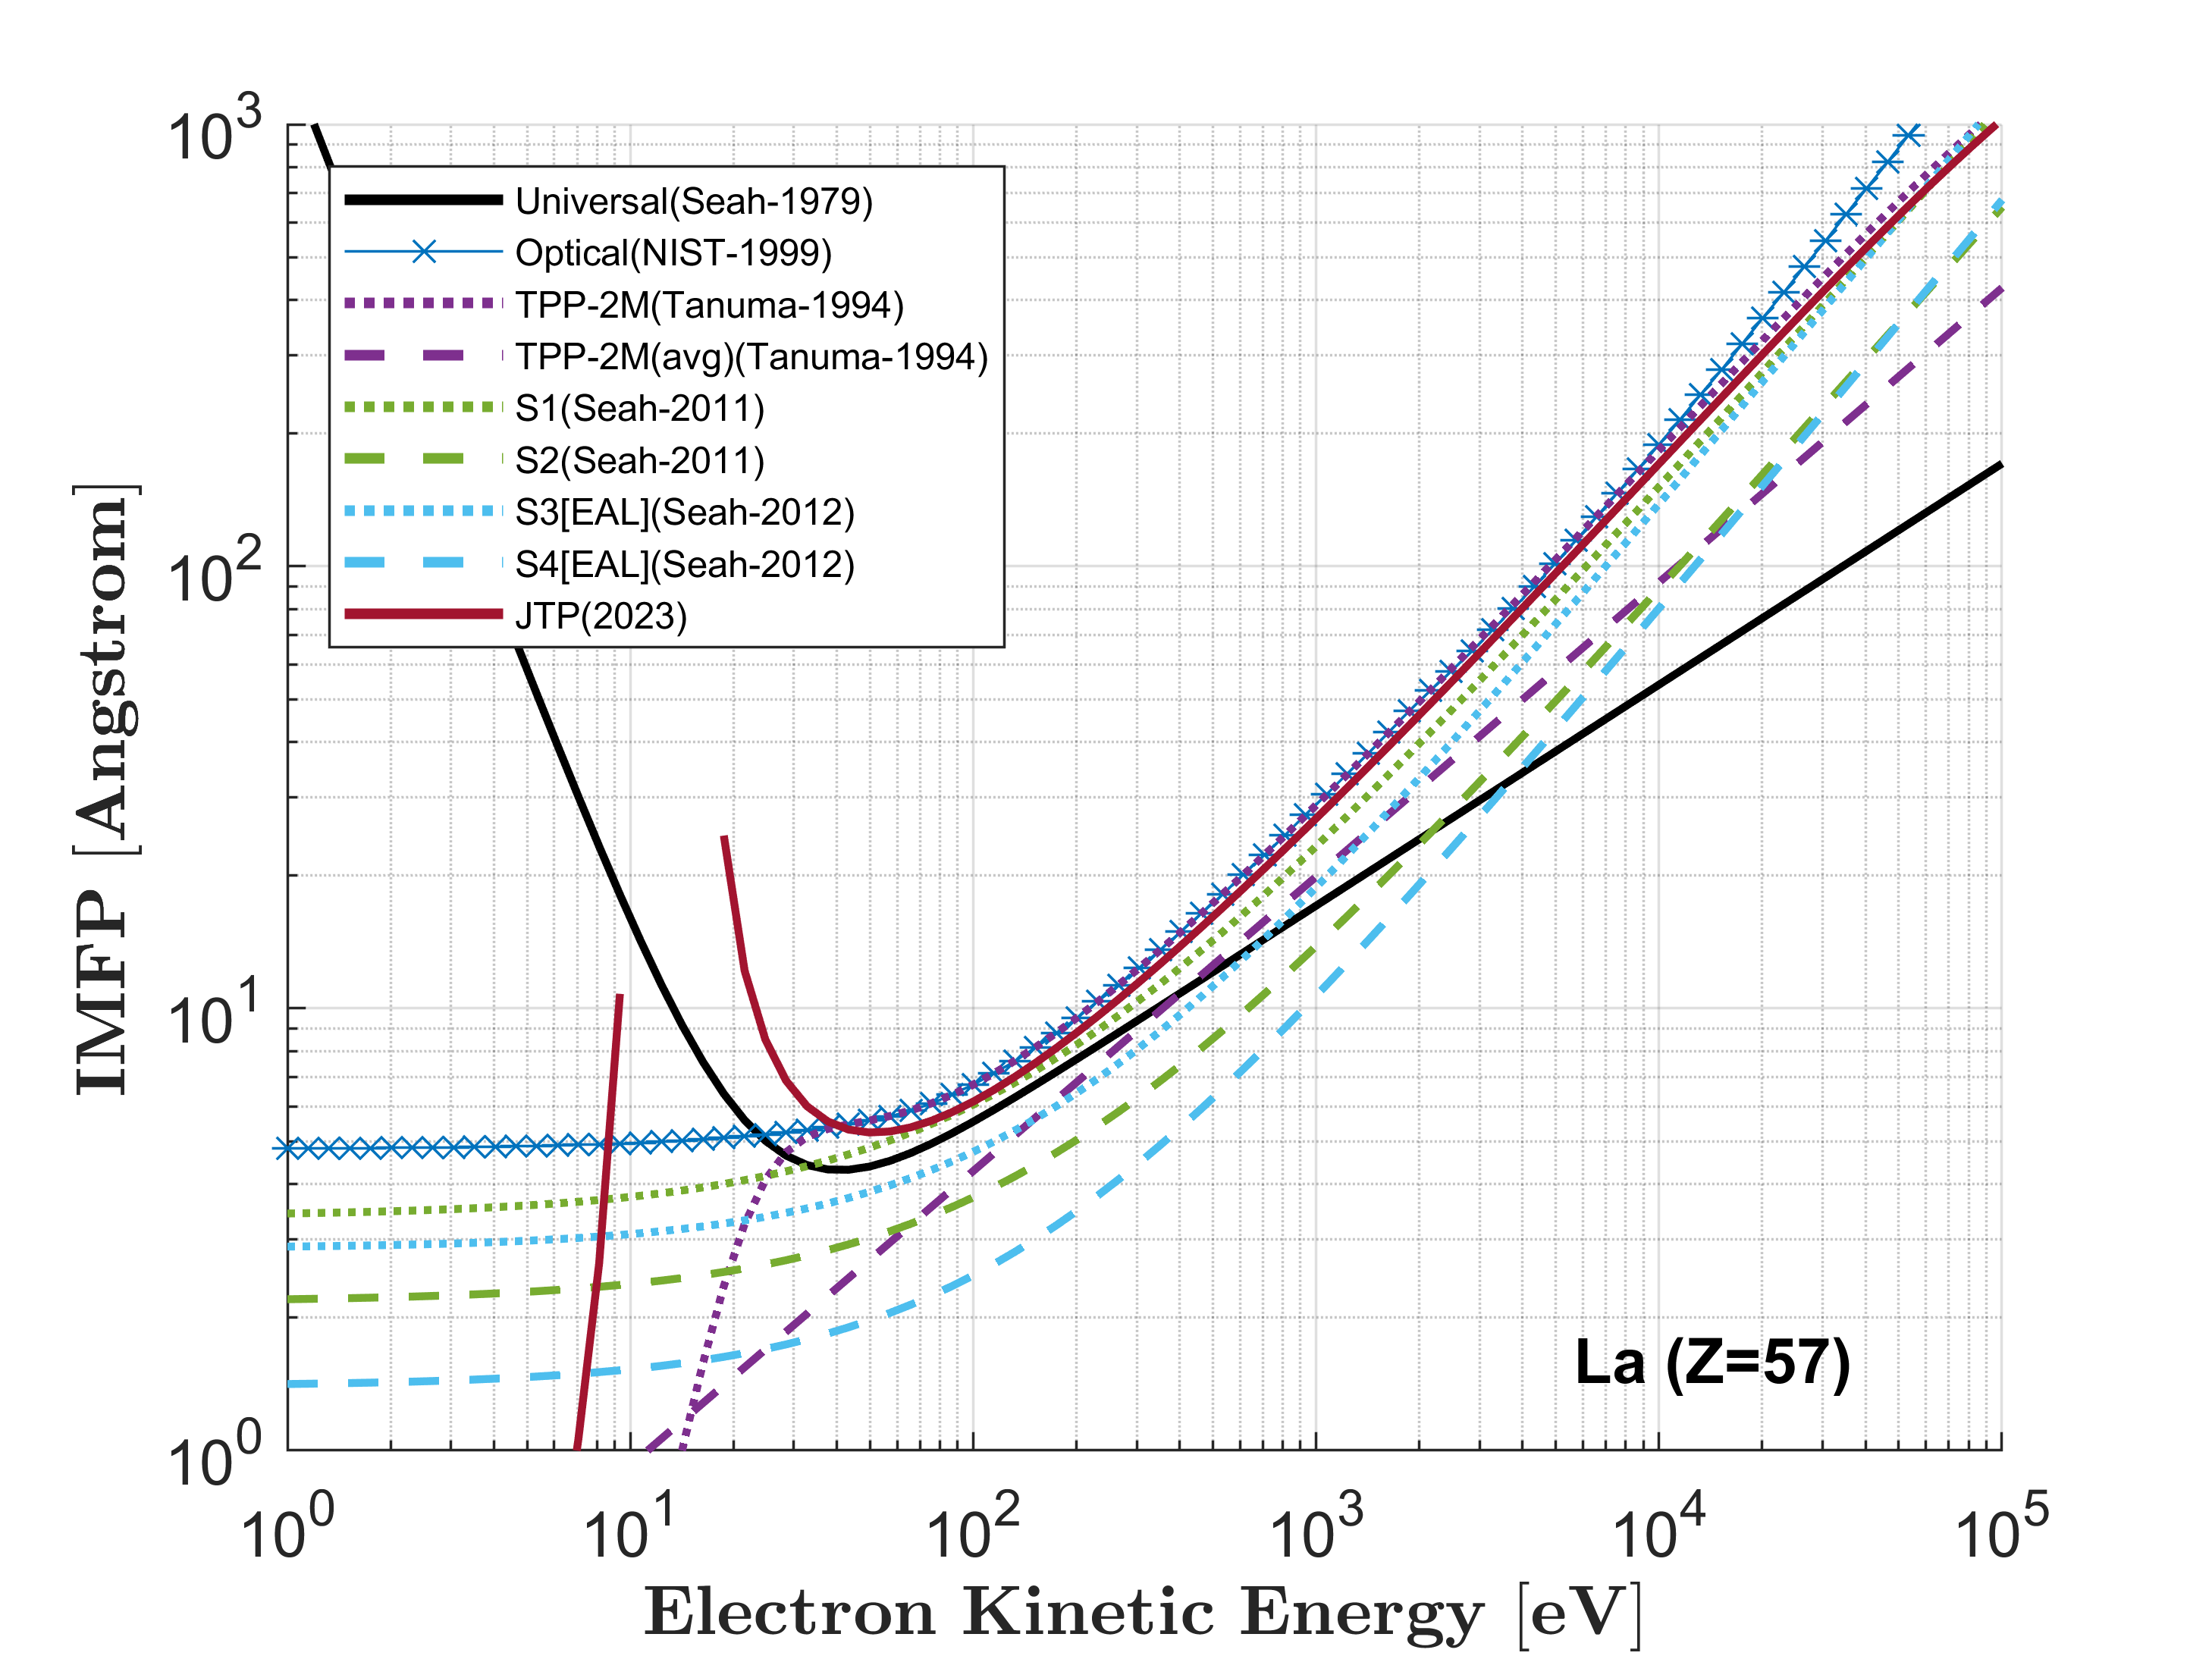 10^3
10^2
10^1
10^0
IMFP [Angstrom]
Universal(Seah-1979)
Optical(NIST-1999)
TPP-2M(Tanuma-1994)
TPP-2M(avg)(Tanuma-1994)
S1(Seah-2011)
S2(Seah-2011)
S3[EAL](Seah-2012)
S4[EAL](Seah-2012)
JTP(2023)
La (Z=57)
10^0 10^1 10^2 10^3 10^4 10^5
Electron Kinetic Energy [eV]